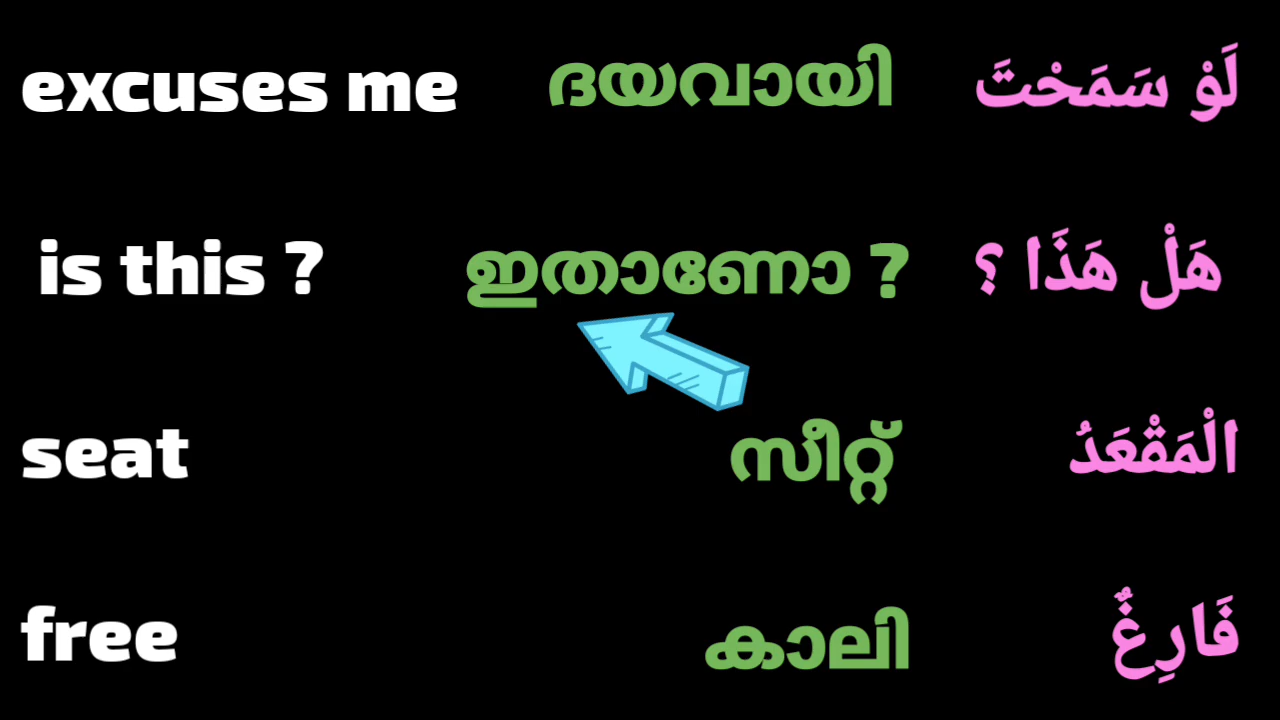 excuses me ദയവായി لَوْ سَمَحْتَ
is this ? ഇതാണോ ? هَلْ هَذَا ؟
seat സീറ്റ് الْمَقْعَدُ
free കാലി فَارِغٌ